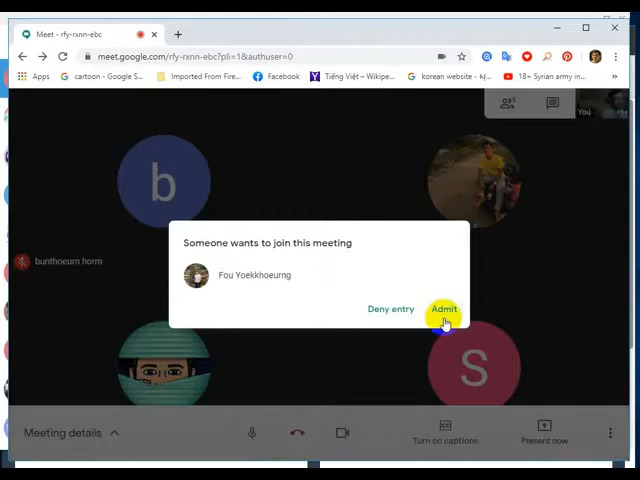 Meet - rfy-rxnn-ebc
meet.google.com/rfy-rxnn-ebc?pli=1&authuser=0
Apps
cartoon - Google S...
Imported From Firef...
Facebook
Tiếng Việt – Wikipe...
korean website - 
18+ Syrian army in...
You
b
bunthoeurn horm
Someone wants to join this meeting
Fou Yoekkhoeurng
Deny entry
Admit
S
Meeting details
Turn on captions
Present now